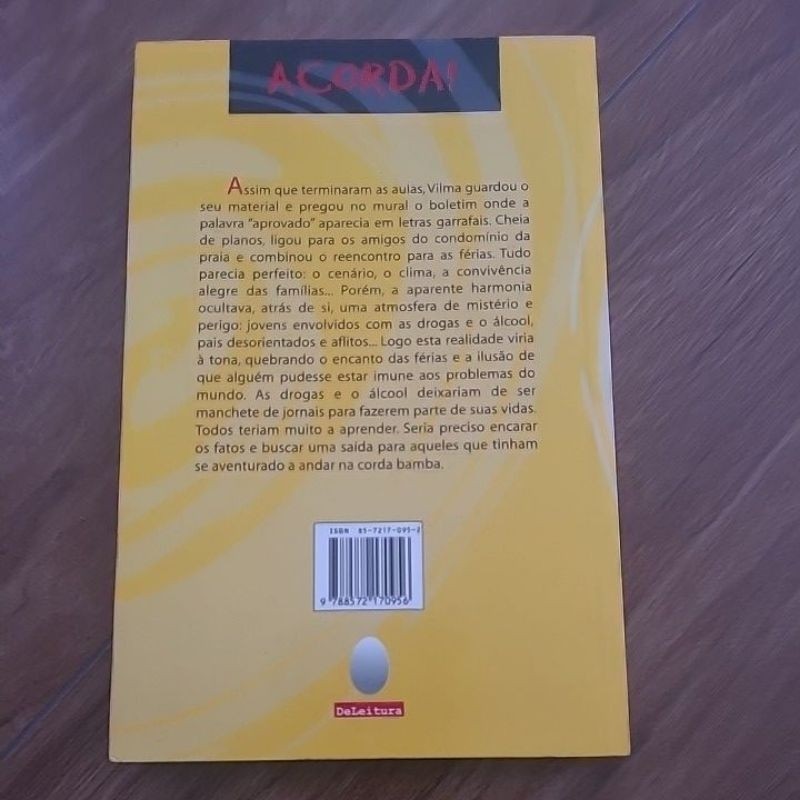 ACORDA!
Assim que terminaram as aulas, Vilma guardou o
seu material e pregou no mural o boletim onde a
palavra "aprovado" aparecia em letras garrafais. Cheia
de planos, ligou para os amigos do condomínio da
praia e combinou o reencontro para as férias. Tudo
parecia perfeito: o cenário, o clima, a convivência
alegre das famílias... Porém, a aparente harmonia
ocultava, atrás de si, uma atmosfera de mistério e
perigo: jovens envolvidos com as drogas e o álcool,
pais desorientados e aflitos... Logo esta realidade viria
à tona, quebrando o encanto das férias e a ilusão de
que alguém pudesse estar imune aos problemas do
mundo. As drogas e o álcool deixariam de ser
manchete de jornais para fazerem parte de suas vidas.
Todos teriam muito a aprender. Seria preciso encarar
os fatos e buscar uma saída para aqueles que tinham
se aventurado a andar na corda bamba.
ISBN 85-7217-095-2
9 788572 170956
DeLeitura